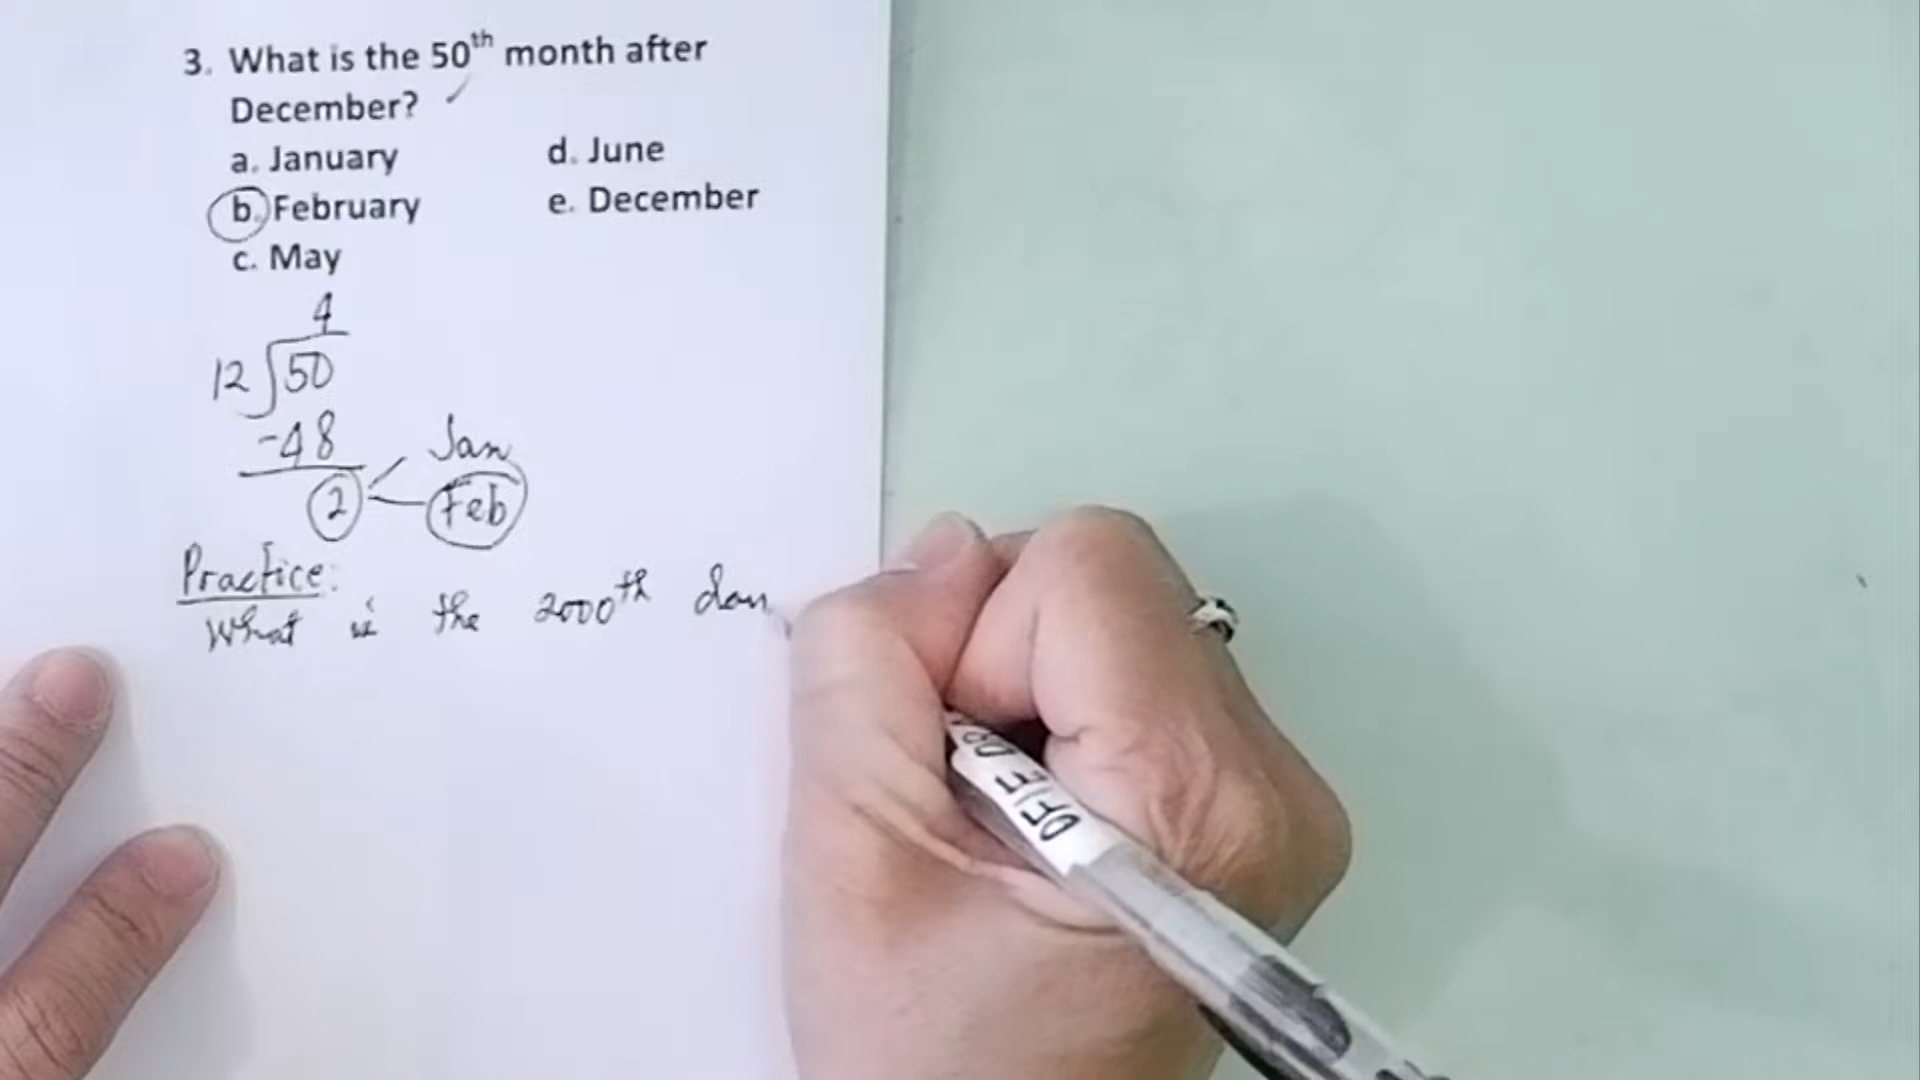 3. What is the 50th month after
December?
a. January
d. June
b. February
e. December
c. May
4
12 50
-48
2
Jan
Feb
Practice:
What is the 2000th